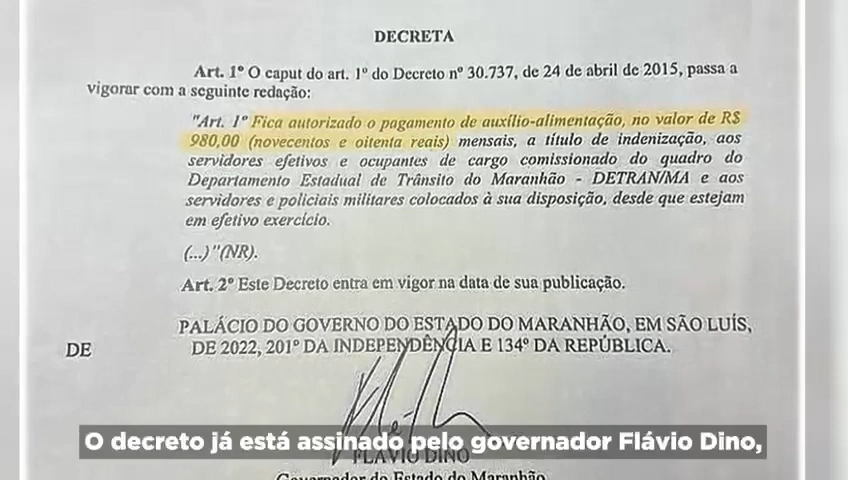 DECRETA
Art. 1º O caput do art. 1º do Decreto nº 30.737, de 24 de abril de 2015, passa a
vigorar com a seguinte redação:
"Art. 1º Fica autorizado o pagamento de auxílio-alimentação, no valor de R$
980,00 (novecentos e oitenta reais) mensais, a título de indenização, aos
servidores efetivos e ocupantes de cargo comissionado do quadro do
Departamento Estadual de Trânsito do Maranhão - DETRAN/MA e aos
servidores e policiais militares colocados à sua disposição, desde que estejam
em efetivo exercício.
(...)"(NR).
Art. 2º Este Decreto entra em vigor na data de sua publicação.
PALÁCIO DO GOVERNO DO ESTADO DO MARANHÃO, EM SÃO LUÍS,
DE DE 2022, 201º DA INDEPENDÊNCIA E 134º DA REPÚBLICA.
O decreto já está assinado pelo governador Flávio Dino,
FLÁVIO DINO
Governador do Estado do Maranhão